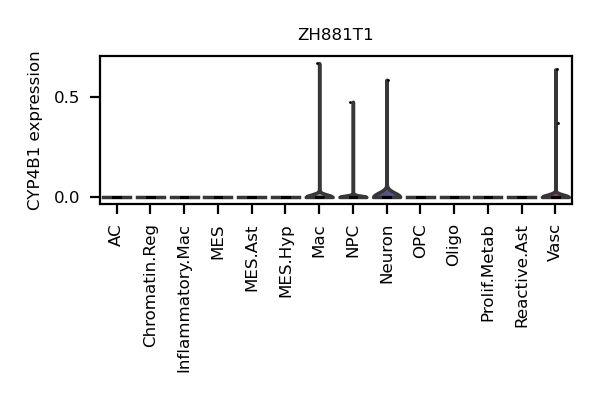 ZH881T1
CYP4B1 expression
0.5
0.0
AC
Chromatin.Reg
Inflammatory.Mac
MES
MES.Ast
MES.Hyp
Mac
NPC
Neuron
OPC
Oligo
Prolif.Metab
Reactive.Ast
Vasc